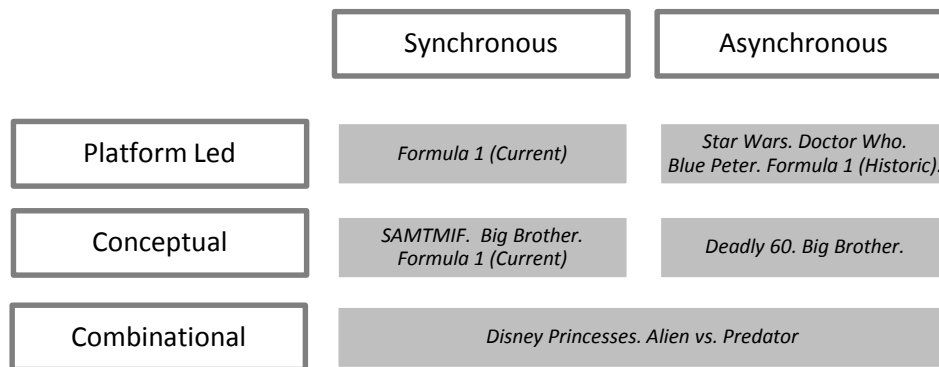 Synchronous
Asynchronous
Platform Led
Formula 1 (Current)
Star Wars. Doctor Who.
Blue Peter. Formula 1 (Historic).
Conceptual
SAMTMIF.  Big Brother.
Formula 1 (Current)
Deadly 60. Big Brother.
Combinational
Disney Princesses. Alien vs. Predator